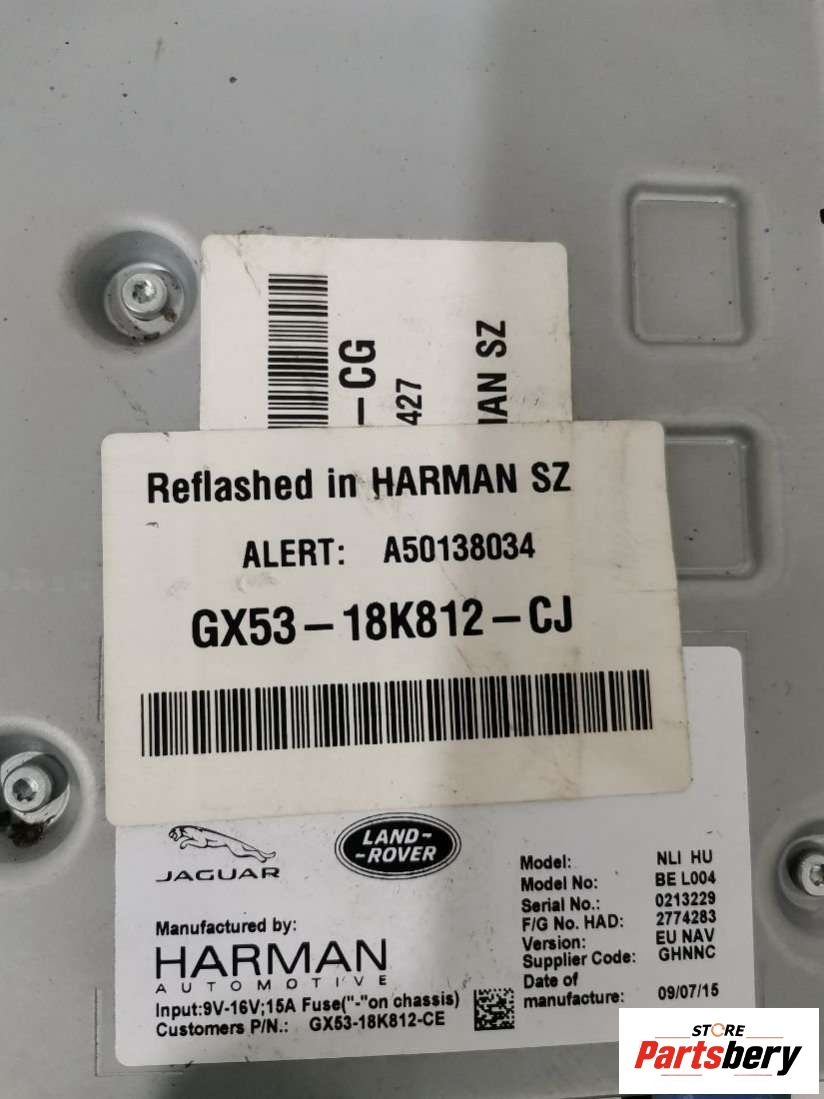 -CG
427
SZ
Reflashed in HARMAN SZ
ALERT: A50138034
GX53-18K812-CJ
JAGUAR
LAND-
-ROVER
Manufactured by:
HARMAN
AUTOMOTIVE
Input:9V-16V;15A Fuse("-"on chassis)
Customers P/N.: GX53-18K812-CE
Model: NLI HU
Model No: BE L004
Serial No.: 0213229
F/G No. HAD: 2774283
Version: EU NAV
Supplier Code: GHNNC
Date of
manufacture: 09/07/15
STORE
Partsbery